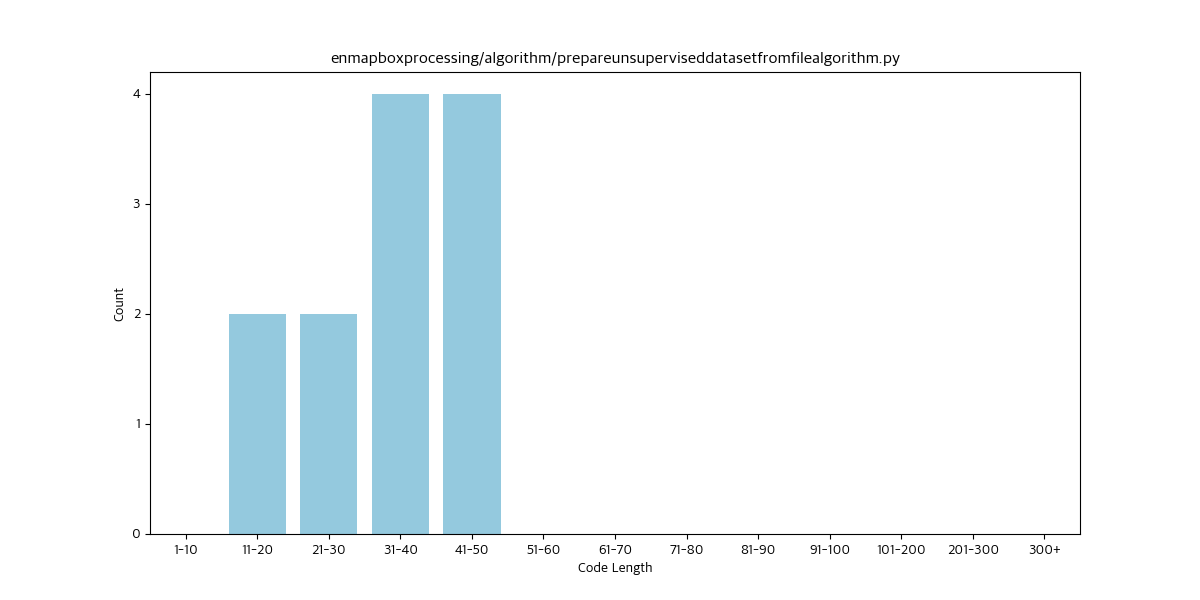 enmapboxprocessing/algorithm/prepareunsuperviseddatasetfromfilealgorithm.py
4
3
2
1
0
Count
1-10 11-20 21-30 31-40 41-50 51-60 61-70 71-80 81-90 91-100 101-200 201-300 300+
Code Length